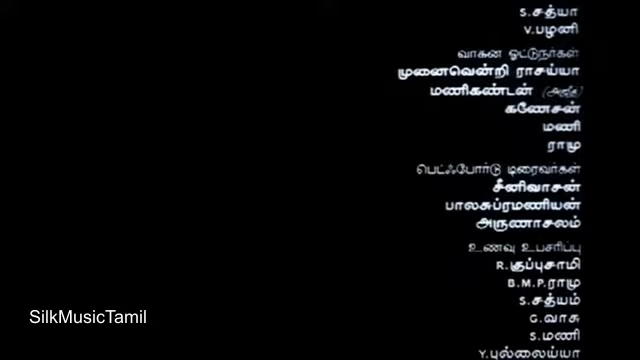 S.சத்யா
V.பழனி
வாகன ஓட்டுநர்கள்
முனைவென்றி ராசய்யா
மணிகண்டன் (அஜீத்)
கணேசன்
மணி
ராமு
பெட்ஃபோர்டு டிரைவர்கள்
சீனிவாசன்
பாலசுப்ரமணியன்
அருணாசலம்
உணவு உபசரிப்பு
R.குப்புசாமி
B.M.P.ராமு
S.சத்யம்
G.வாசு
S.மணி
Y.புல்லைய்யா
SilkMusicTamil